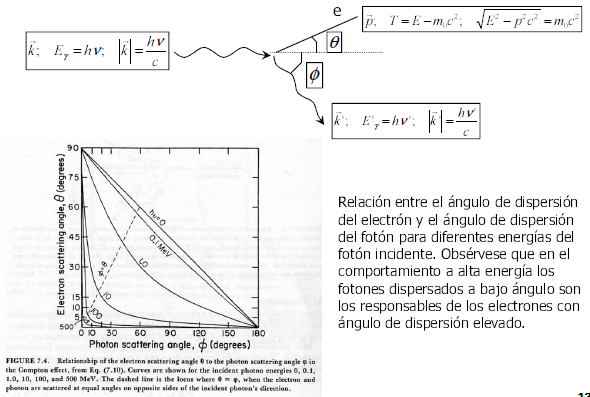 e
k⃗; E_γ = hν; |k⃗| = hν/c
p⃗; T = E − m₀c²; √(E² − p²c²) = m₀c²
θ
ϕ
k⃗'; E'_γ = hν'; |k⃗'| = hν'/c
Electron scattering angle, θ (degrees)
90
75
60
45
30
15
10
5
500
hν=0
0.1 MeV
1.0
10
100
φ=θ
0 10 30 60 90 120 150 180
Photon scattering angle, ϕ (degrees)
FIGURE 7.4. Relationship of the electron scattering angle θ to the photon scattering angle φ in
the Compton effect, from Eq. (7.10). Curves are shown for the incident photon energies 0, 0.1,
1.0, 10, 100, and 500 MeV. The dashed line is the locus where θ = φ, when the electron and
photon are scattered at equal angles on opposite sides of the incident photon's direction.
Relación entre el ángulo de dispersión
del electrón y el ángulo de dispersión
del fotón para diferentes energías del
fotón incidente. Obsérvese que en el
comportamiento a alta energía los
fotones dispersados a bajo ángulo son
los responsables de los electrones con
ángulo de dispersión elevado.